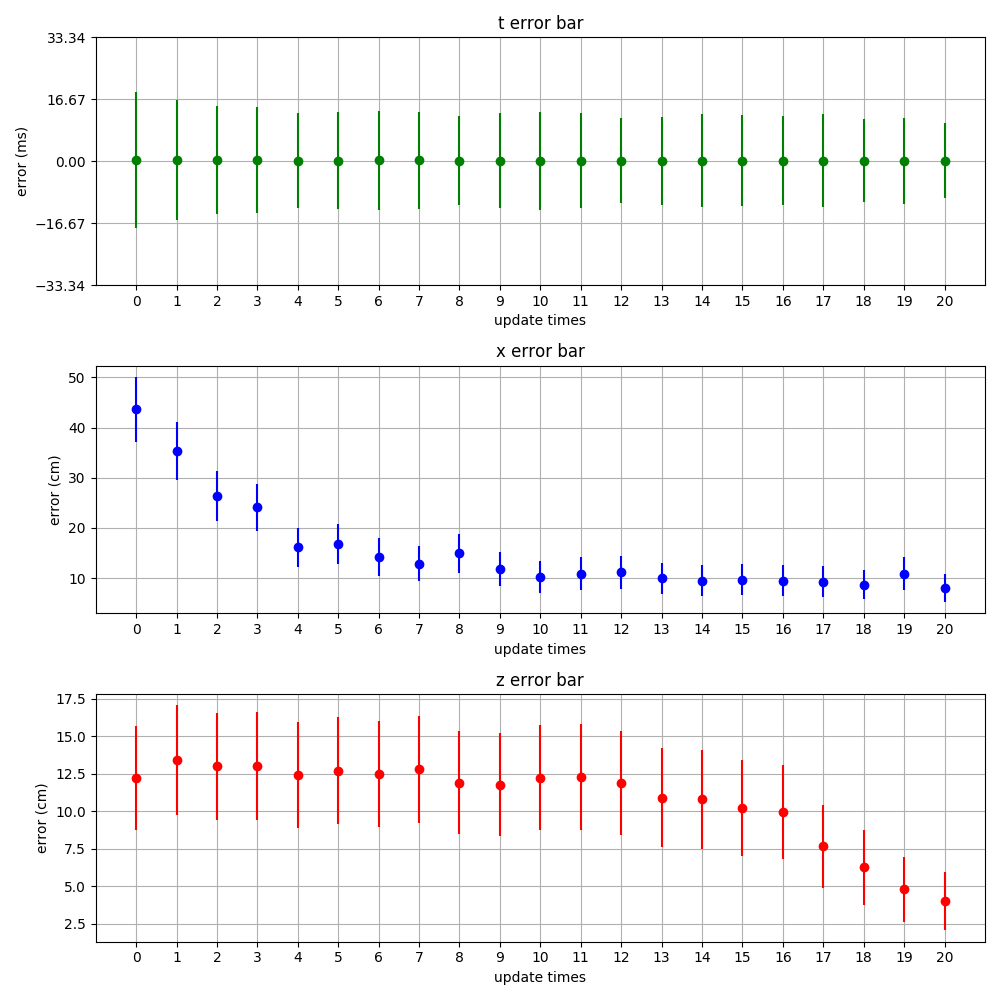 t error bar
33.34
16.67
0.00
−16.67
−33.34
error (ms)
0 1 2 3 4 5 6 7 8 9 10 11 12 13 14 15 16 17 18 19 20
update times
x error bar
50
40
30
20
10
error (cm)
0 1 2 3 4 5 6 7 8 9 10 11 12 13 14 15 16 17 18 19 20
update times
z error bar
17.5
15.0
12.5
10.0
7.5
5.0
2.5
error (cm)
0 1 2 3 4 5 6 7 8 9 10 11 12 13 14 15 16 17 18 19 20
update times